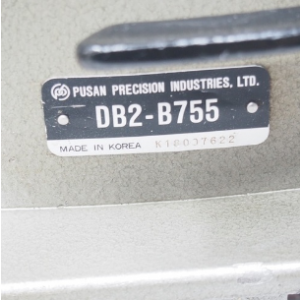 PUSAN PRECISION INDUSTRIES, LTD.
DB2-B755
MADE IN KOREA